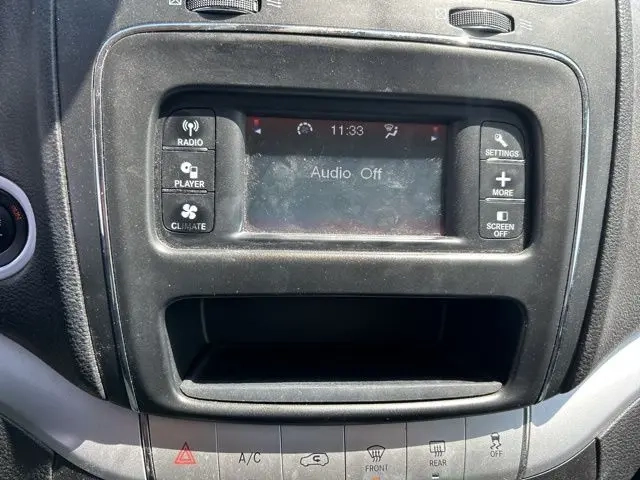 11:33
RADIO
Audio Off
SETTINGS
PLAYER
MORE
CLIMATE
SCREEN
OFF
A/C
FRONT
REAR
OFF